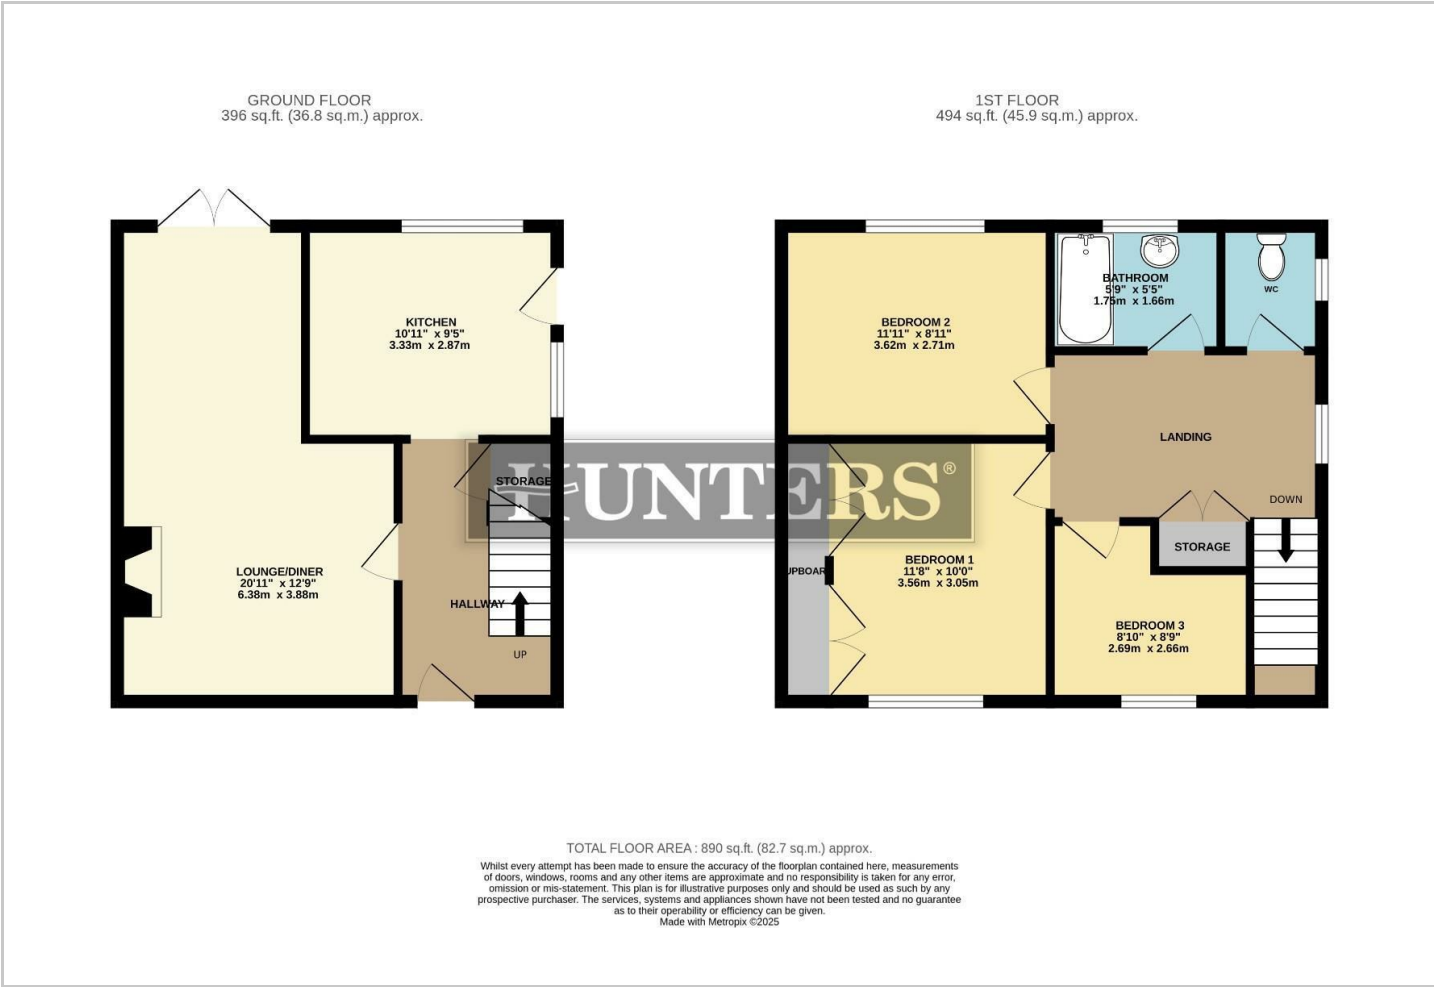 GROUND FLOOR
396 sq.ft. (36.8 sq.m.) approx.
1ST FLOOR
494 sq.ft. (45.9 sq.m.) approx.
KITCHEN
10'11" x 9'5"
3.33m x 2.87m
STORAGE
LOUNGE/DINER
20'11" x 12'9"
6.38m x 3.88m
HALLWAY
UP
HUNTERS®
BEDROOM 2
11'11" x 8'11"
3.62m x 2.71m
BATHROOM
5'9" x 5'5"
1.75m x 1.66m
WC
LANDING
DOWN
STORAGE
UPBOAR
BEDROOM 1
11'8" x 10'0"
3.56m x 3.05m
BEDROOM 3
8'10" x 8'9"
2.69m x 2.66m
TOTAL FLOOR AREA : 890 sq.ft. (82.7 sq.m.) approx.
Whilst every attempt has been made to ensure the accuracy of the floorplan contained here, measurements
of doors, windows, rooms and any other items are approximate and no responsibility is taken for any error,
omission or mis-statement. This plan is for illustrative purposes only and should be used as such by any
prospective purchaser. The services, systems and appliances shown have not been tested and no guarantee
as to their operability or efficiency can be given.
Made with Metropix ©2025